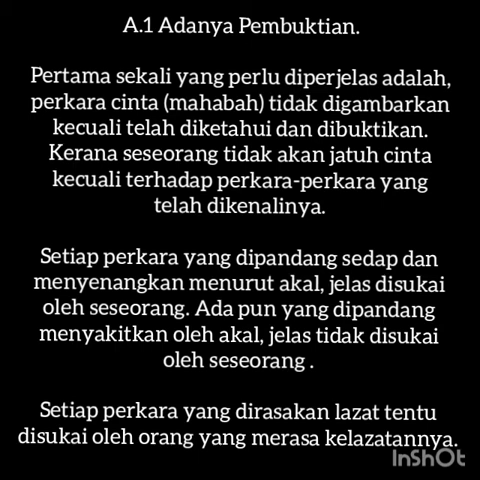 A.1 Adanya Pembuktian.
Pertama sekali yang perlu diperjelas adalah,
perkara cinta (mahabah) tidak digambarkan
kecuali telah diketahui dan dibuktikan.
Kerana seseorang tidak akan jatuh cinta
kecuali terhadap perkara-perkara yang
telah dikenalinya.
Setiap perkara yang dipandang sedap dan
menyenangkan menurut akal, jelas disukai
oleh seseorang. Ada pun yang dipandang
menyakitkan oleh akal, jelas tidak disukai
oleh seseorang .
Setiap perkara yang dirasakan lazat tentu
disukai oleh orang yang merasa kelazatannya.
InShOt